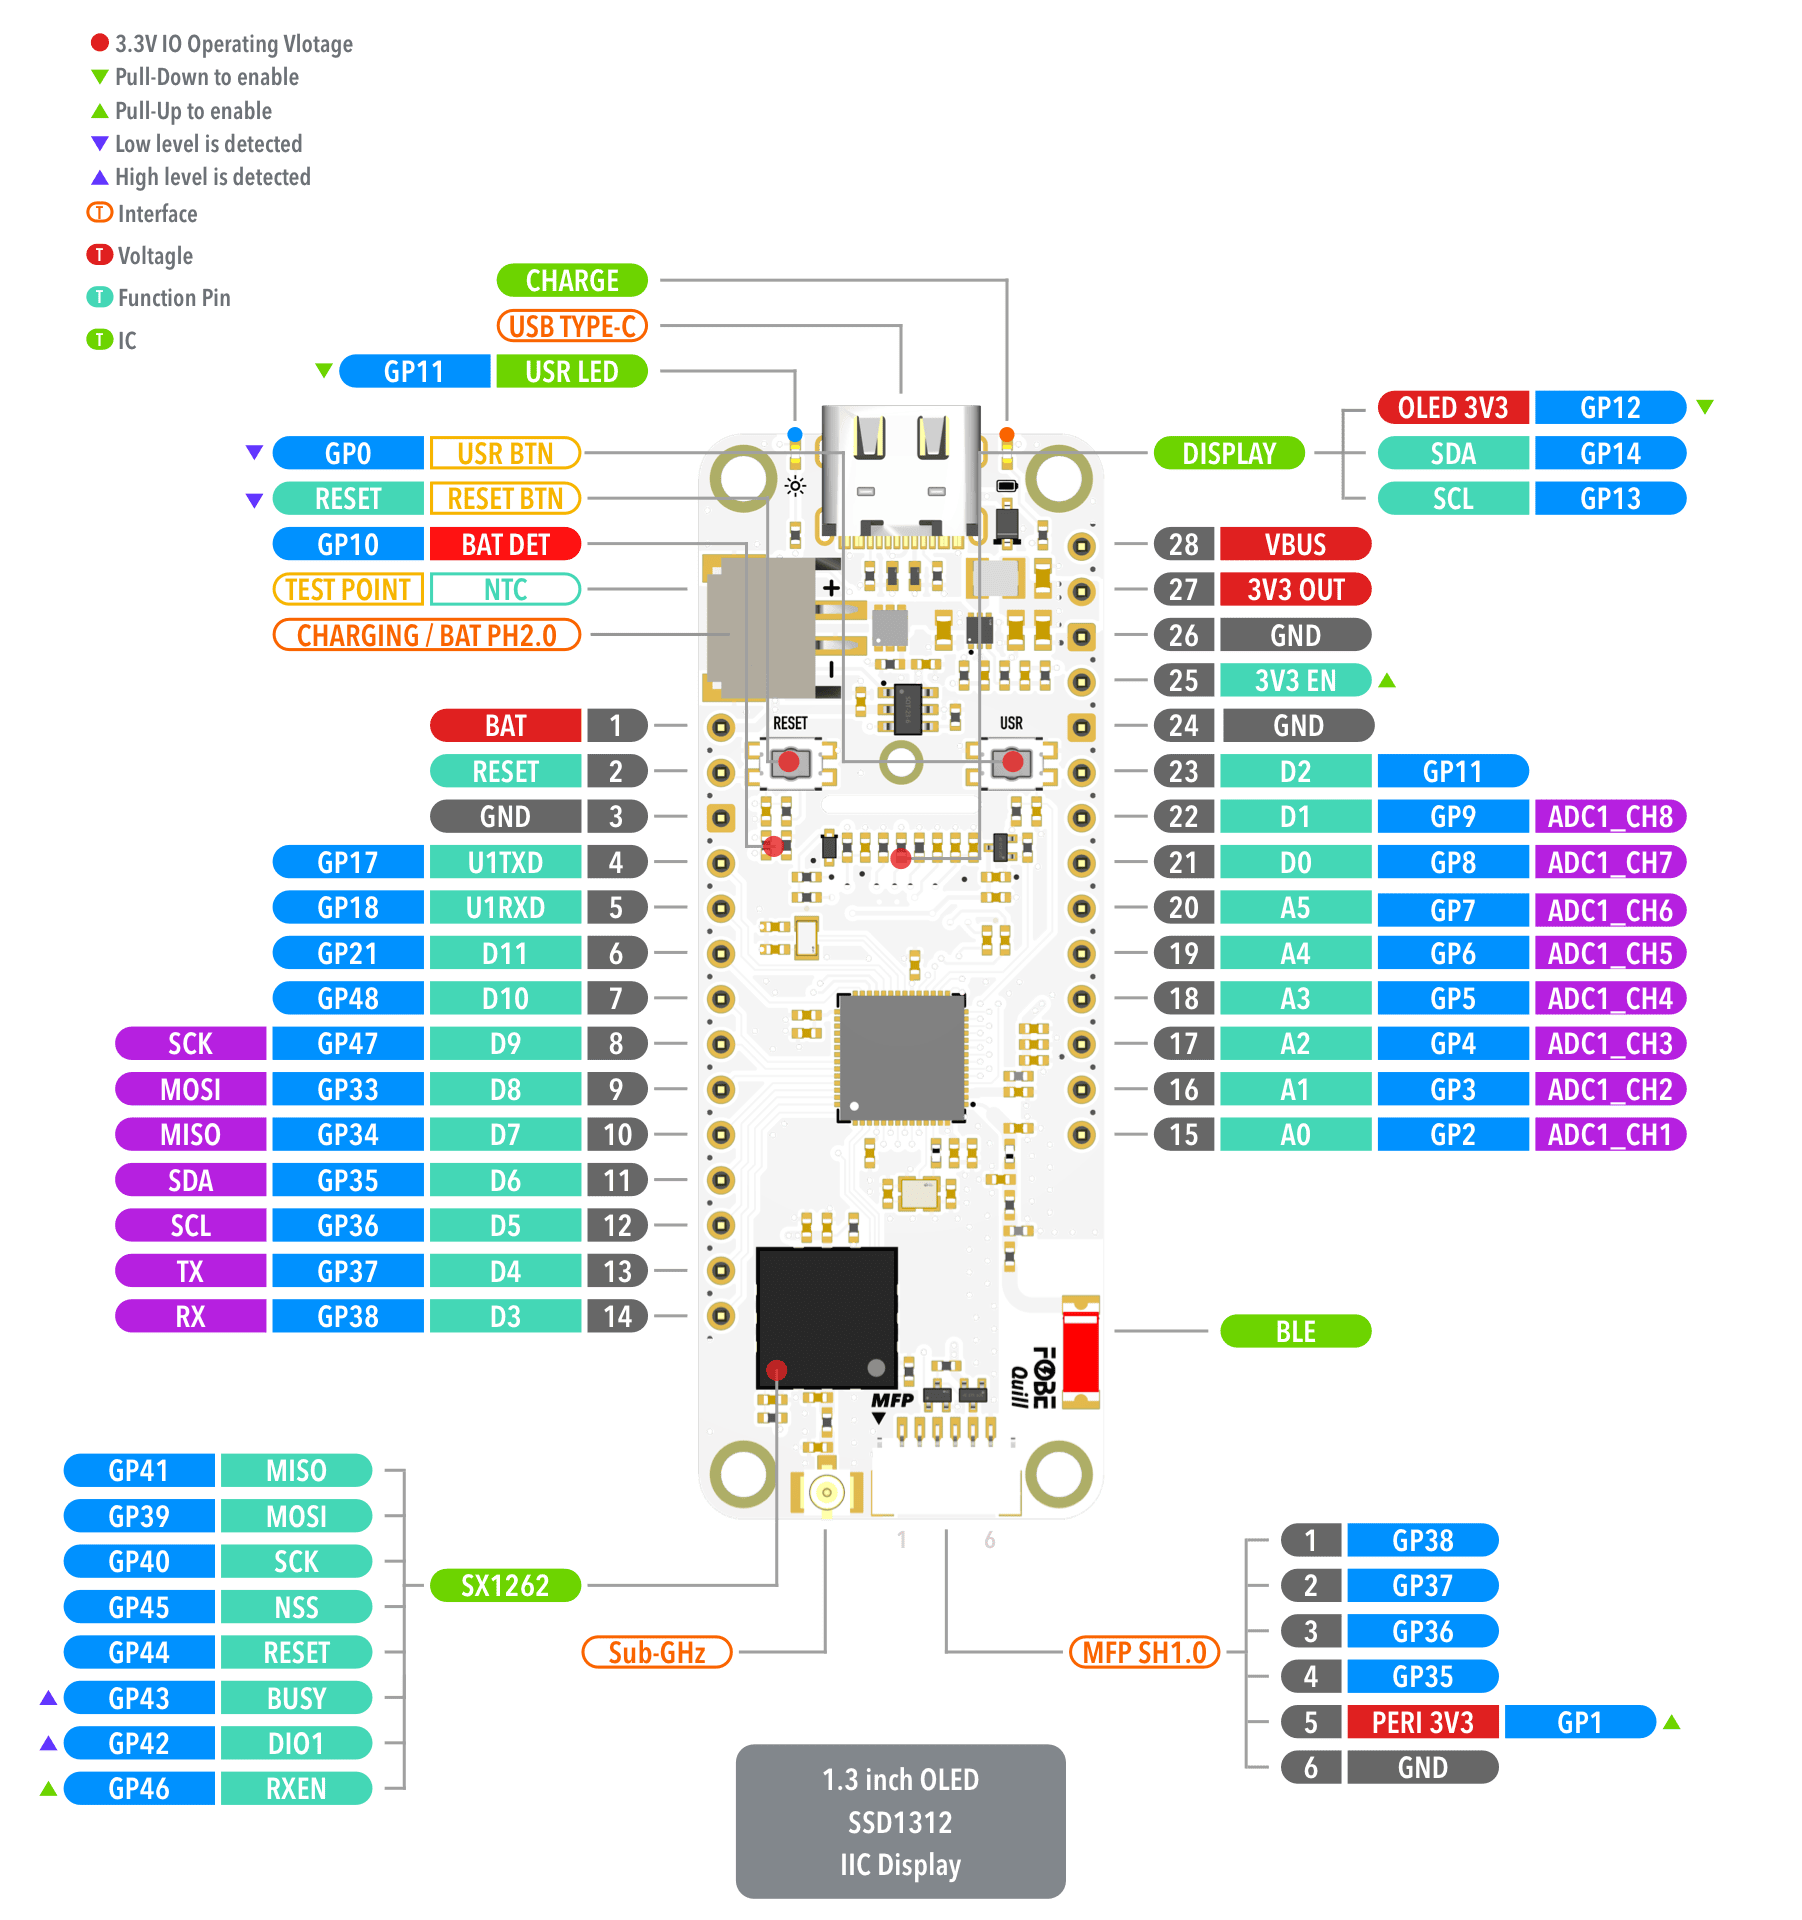 3.3V IO Operating Vlotage
Pull-Down to enable
Pull-Up to enable
Low level is detected
High level is detected
T Interface
T Voltagle
T Function Pin
T IC
CHARGE
USB TYPE-C
GP11 USR LED
GP0 USR BTN
RESET RESET BTN
GP10 BAT DET
TEST POINT NTC
CHARGING / BAT PH2.0
BAT 1
RESET 2
GND 3
GP17 U1TXD 4
GP18 U1RXD 5
GP21 D11 6
GP48 D10 7
SCK GP47 D9 8
MOSI GP33 D8 9
MISO GP34 D7 10
SDA GP35 D6 11
SCL GP36 D5 12
TX GP37 D4 13
RX GP38 D3 14
+
-
RESET
USR
MFP
FOBE
Quill
1 6
DISPLAY
OLED 3V3 GP12
SDA GP14
SCL GP13
28 VBUS
27 3V3 OUT
26 GND
25 3V3 EN
24 GND
23 D2 GP11
22 D1 GP9 ADC1_CH8
21 D0 GP8 ADC1_CH7
20 A5 GP7 ADC1_CH6
19 A4 GP6 ADC1_CH5
18 A3 GP5 ADC1_CH4
17 A2 GP4 ADC1_CH3
16 A1 GP3 ADC1_CH2
15 A0 GP2 ADC1_CH1
BLE
GP41 MISO
GP39 MOSI
GP40 SCK
GP45 NSS
GP44 RESET
GP43 BUSY
GP42 DIO1
GP46 RXEN
SX1262
Sub-GHz
MFP SH1.0
1 GP38
2 GP37
3 GP36
4 GP35
5 PERI 3V3 GP1
6 GND
1.3 inch OLED
SSD1312
IIC Display